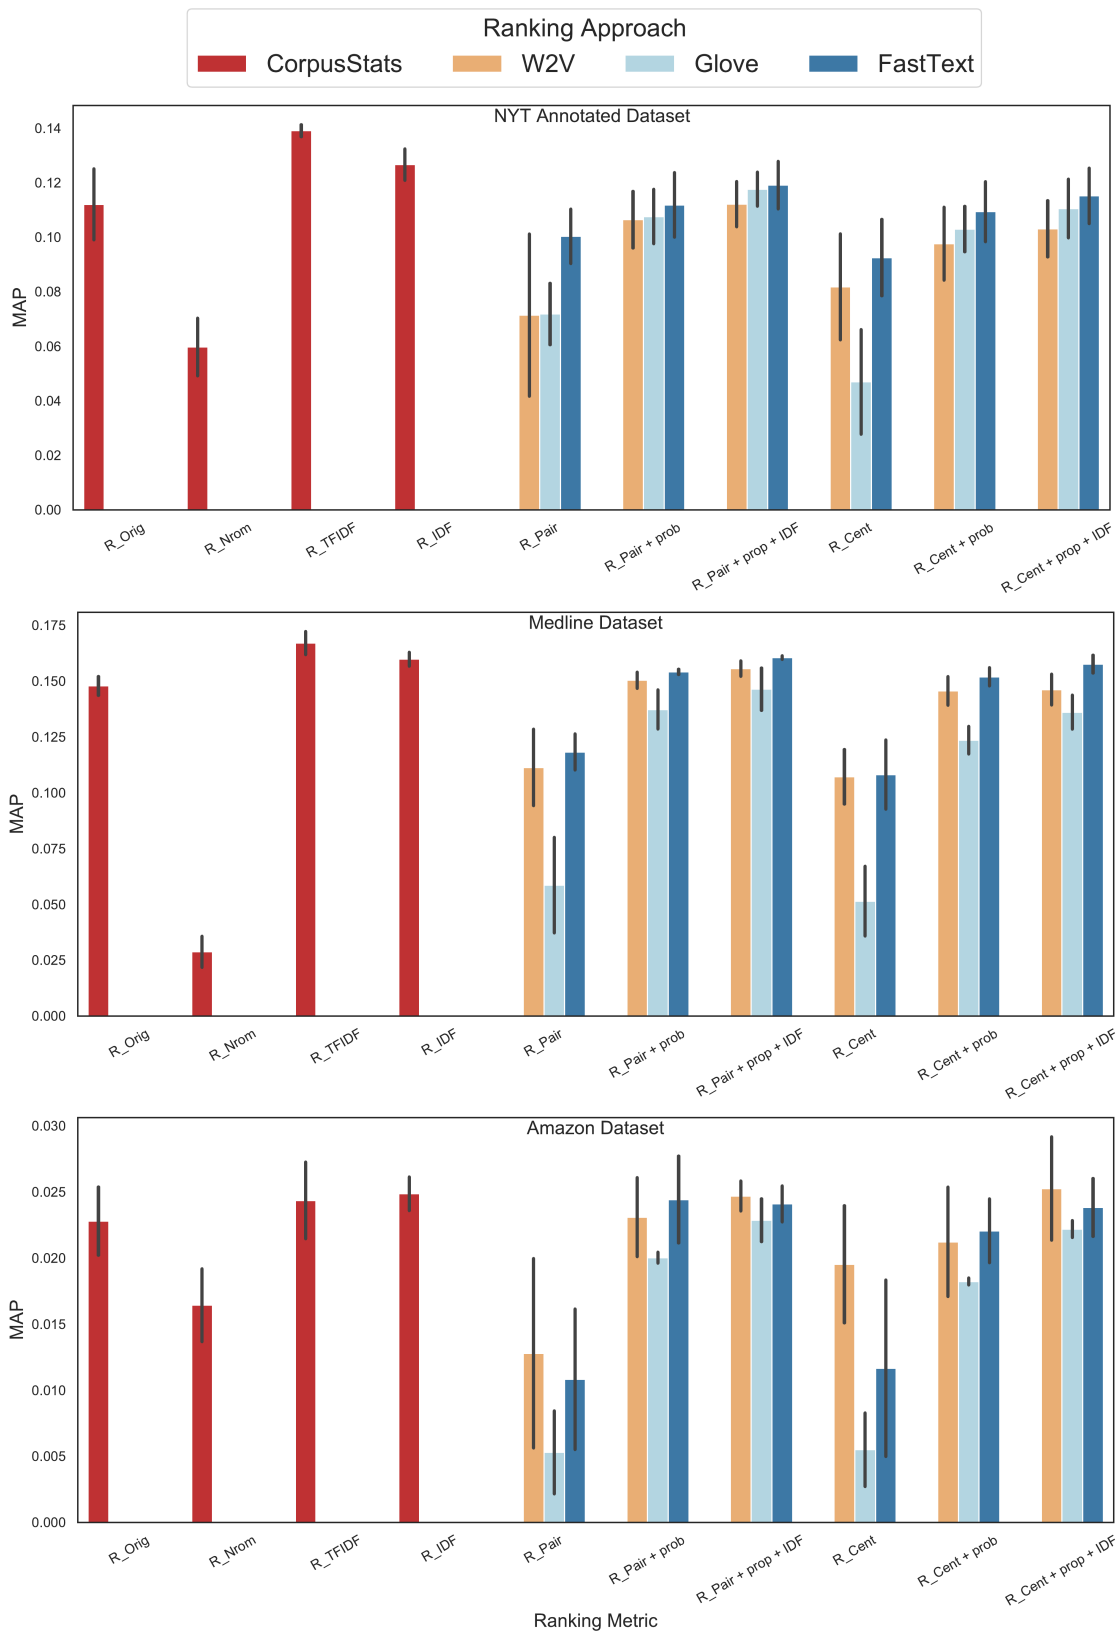 Ranking Approach
CorpusStats W2V Glove FastText
NYT Annotated Dataset
MAP
0.14
0.12
0.10
0.08
0.06
0.04
0.02
0.00
R_Orig R_Nrom R_TFIDF R_IDF R_Pair R_Pair + prob R_Pair + prop + IDF R_Cent R_Cent + prob R_Cent + prop + IDF
Medline Dataset
MAP
0.175
0.150
0.125
0.100
0.075
0.050
0.025
0.000
R_Orig R_Nrom R_TFIDF R_IDF R_Pair R_Pair + prob R_Pair + prop + IDF R_Cent R_Cent + prob R_Cent + prop + IDF
Amazon Dataset
MAP
0.030
0.025
0.020
0.015
0.010
0.005
0.000
R_Orig R_Nrom R_TFIDF R_IDF R_Pair R_Pair + prob R_Pair + prop + IDF R_Cent R_Cent + prob R_Cent + prop + IDF
Ranking Metric